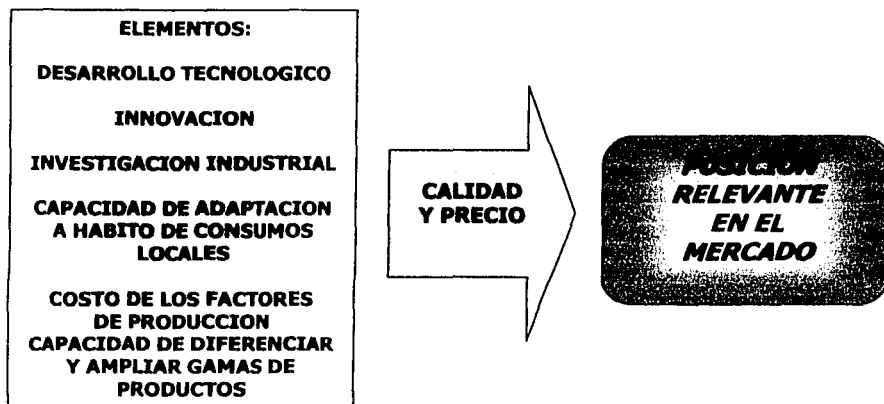 ELEMENTOS:
DESARROLLO TECNOLOGICO
INNOVACION
INVESTIGACION INDUSTRIAL
CAPACIDAD DE ADAPTACION
A HABITO DE CONSUMOS
LOCALES
COSTO DE LOS FACTORES
DE PRODUCCION
CAPACIDAD DE DIFERENCIAR
Y AMPLIAR GAMAS DE
PRODUCTOS
CALIDAD
Y PRECIO
POSICION
RELEVANTE
EN EL
MERCADO